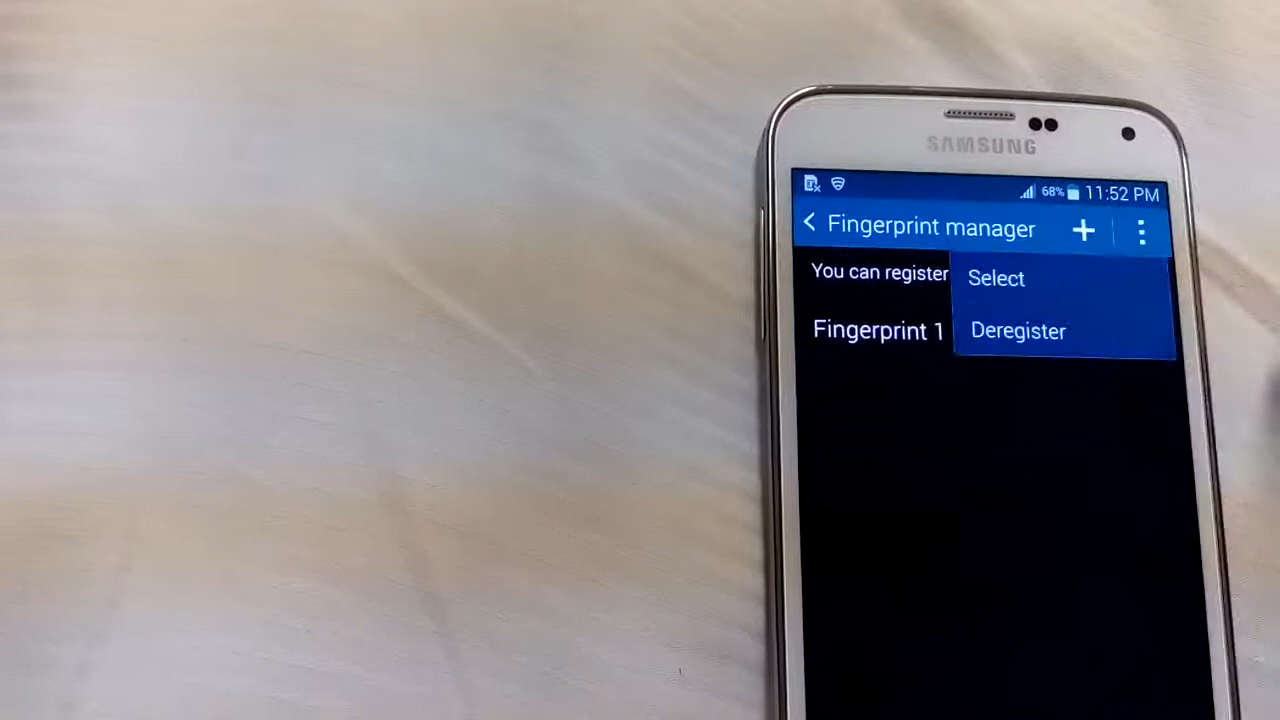 SAMSUNG
68% 11:52 PM
Fingerprint manager
You can register
Select
Fingerprint 1
Deregister